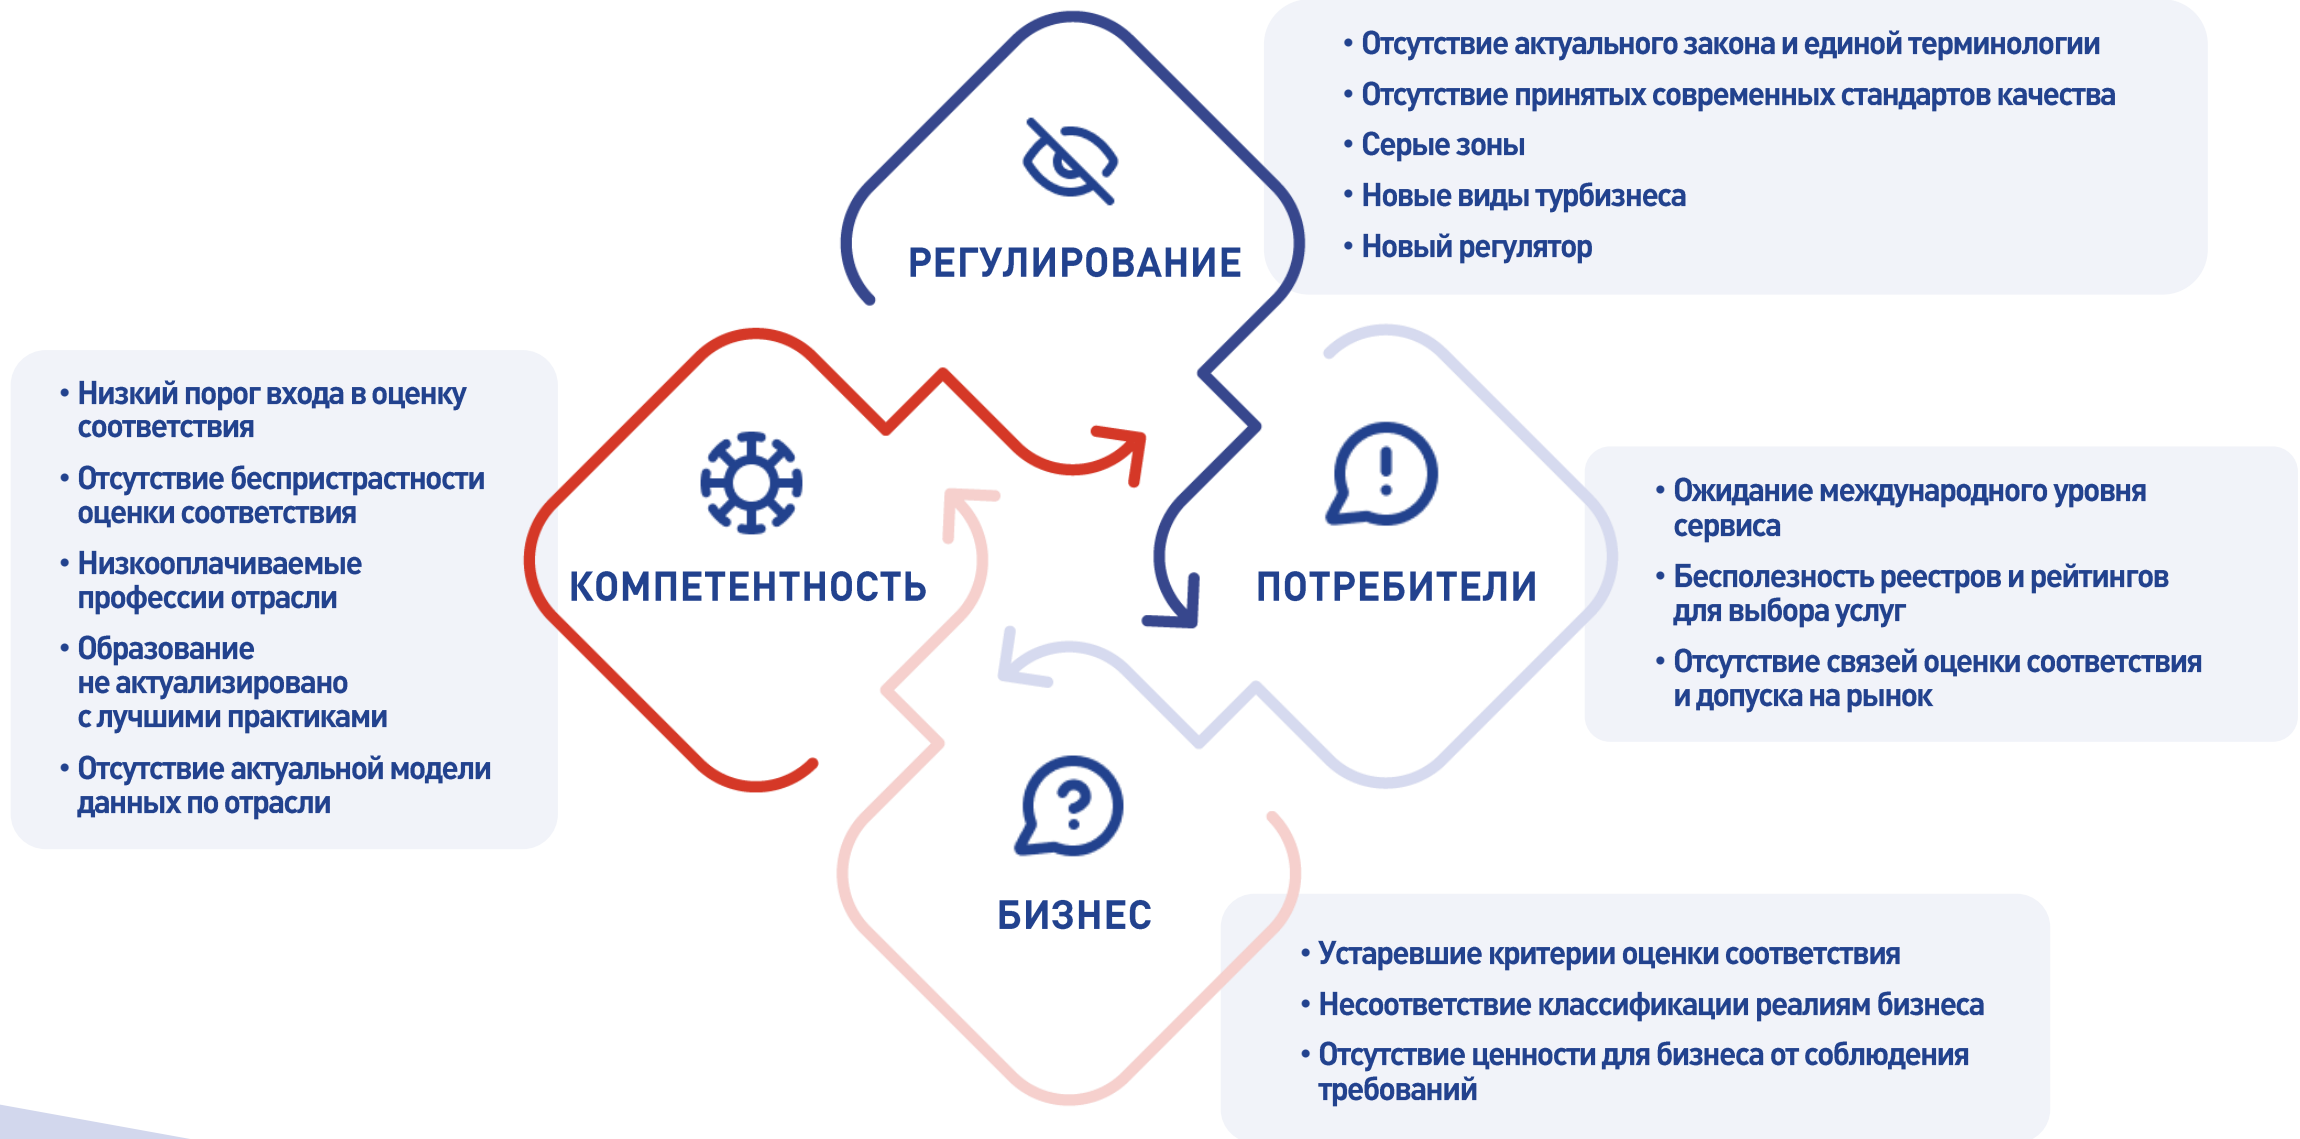 • Отсутствие актуального закона и единой терминологии
• Отсутствие принятых современных стандартов качества
• Серые зоны
• Новые виды турбизнеса
• Новый регулятор
РЕГУЛИРОВАНИЕ
• Низкий порог входа в оценку
соответствия
• Отсутствие беспристрастности
оценки соответствия
• Низкооплачиваемые
профессии отрасли
• Образование
не актуализировано
с лучшими практиками
• Отсутствие актуальной модели
данных по отрасли
КОМПЕТЕНТНОСТЬ
ПОТРЕБИТЕЛИ
• Ожидание международного уровня
сервиса
• Бесполезность реестров и рейтингов
для выбора услуг
• Отсутствие связей оценки соответствия
и допуска на рынок
БИЗНЕС
• Устаревшие критерии оценки соответствия
• Несоответствие классификации реалиям бизнеса
• Отсутствие ценности для бизнеса от соблюдения
требований